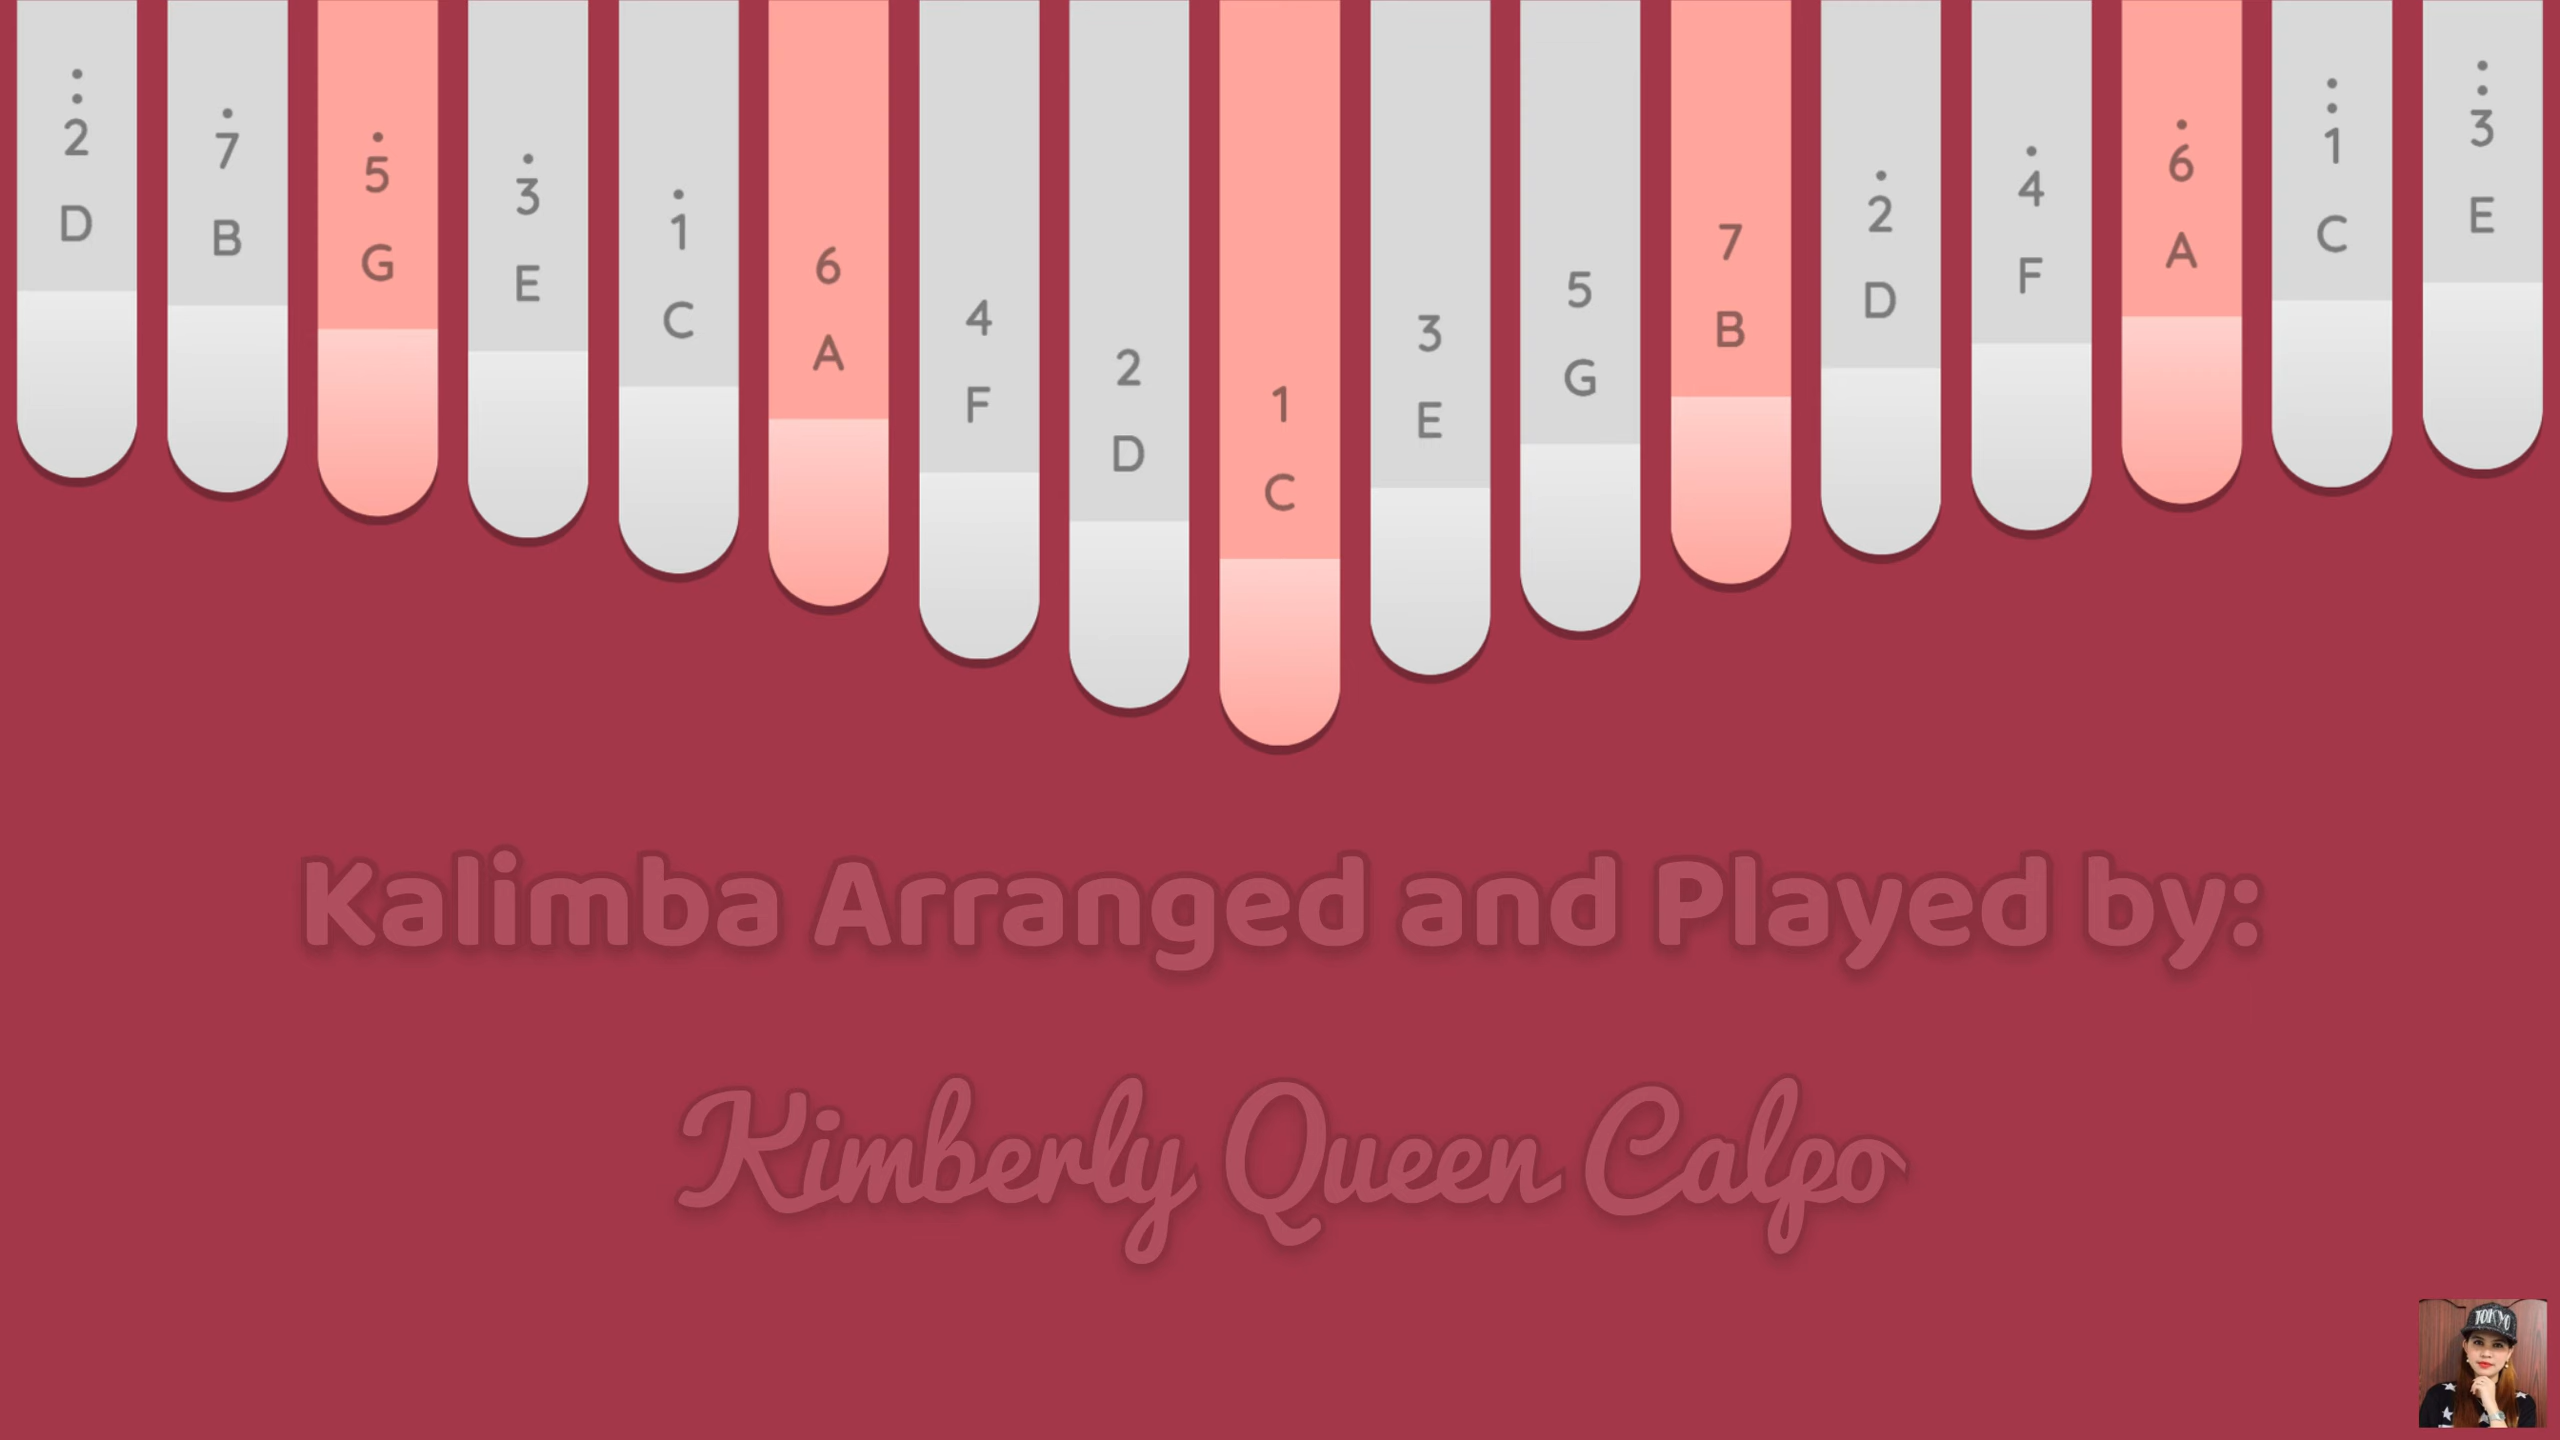 2̈ 7̇ 5̇ 3̇ 1̇ 6 4 2 1 3 5 7 2̇ 4̇ 6̇ 1̈ 3̈
D B G E C A F D C E G B D F A C E
Kalimba Arranged and Played by:
Kimberly Queen Calpo
TOKYO